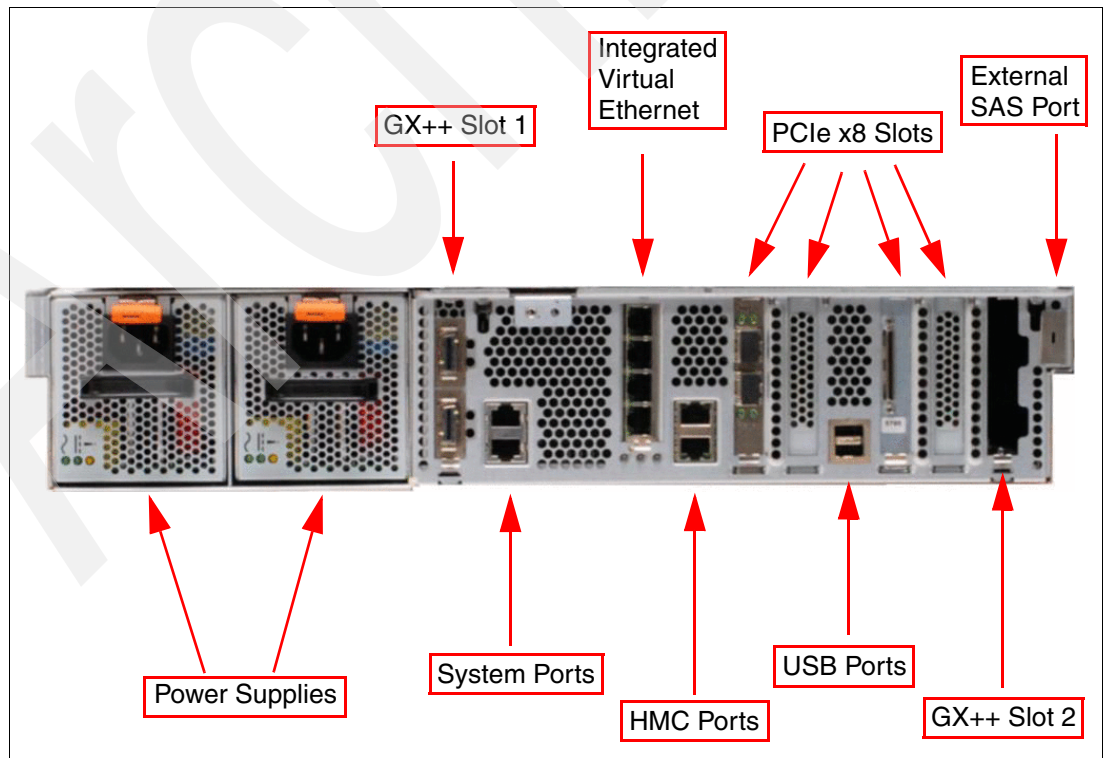 Integrated
Virtual
Ethernet
External
SAS Port
GX++ Slot 1
PCIe x8 Slots
System Ports
USB Ports
Power Supplies
HMC Ports
GX++ Slot 2